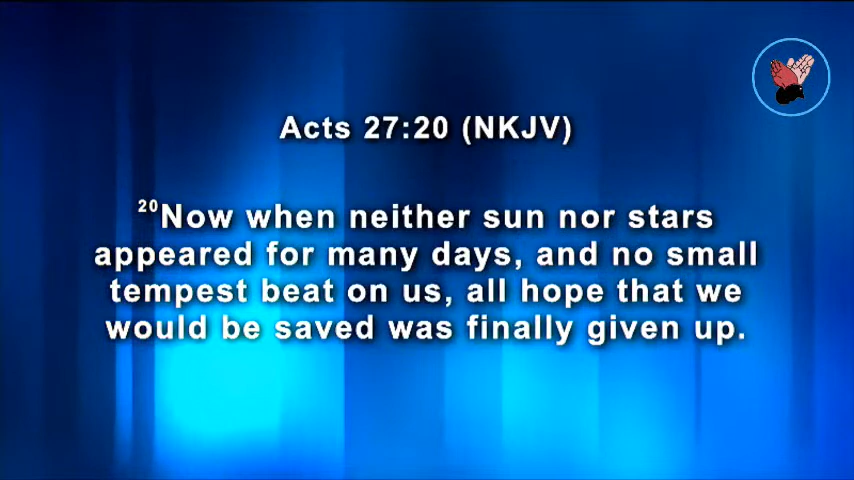 Acts 27:20 (NKJV)
20Now when neither sun nor stars
appeared for many days, and no small
tempest beat on us, all hope that we
would be saved was finally given up.